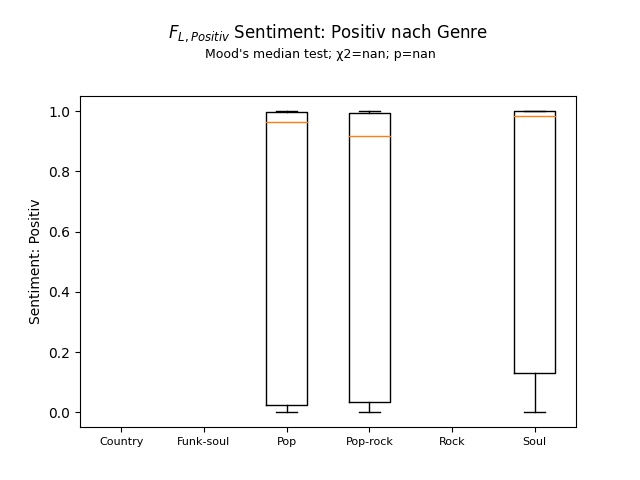 F_L,Positiv Sentiment: Positiv nach Genre
Mood's median test; χ2=nan; p=nan
1.0
0.8
0.6
0.4
0.2
0.0
Sentiment: Positiv
Country Funk-soul Pop Pop-rock Rock Soul